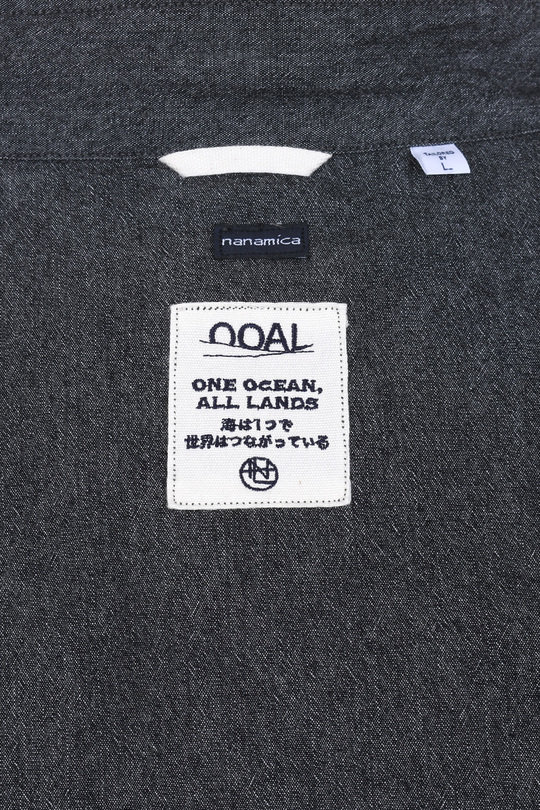 TAILORED
BY
L.
nanamica
OOAL
ONE OCEAN,
ALL LANDS
海は1つで
世界はつながっている